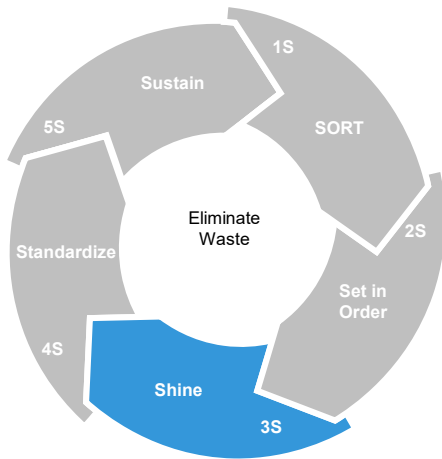 1S
SORT
2S
Set in
Order
3S
Shine
4S
Standardize
5S
Sustain
Eliminate
Waste